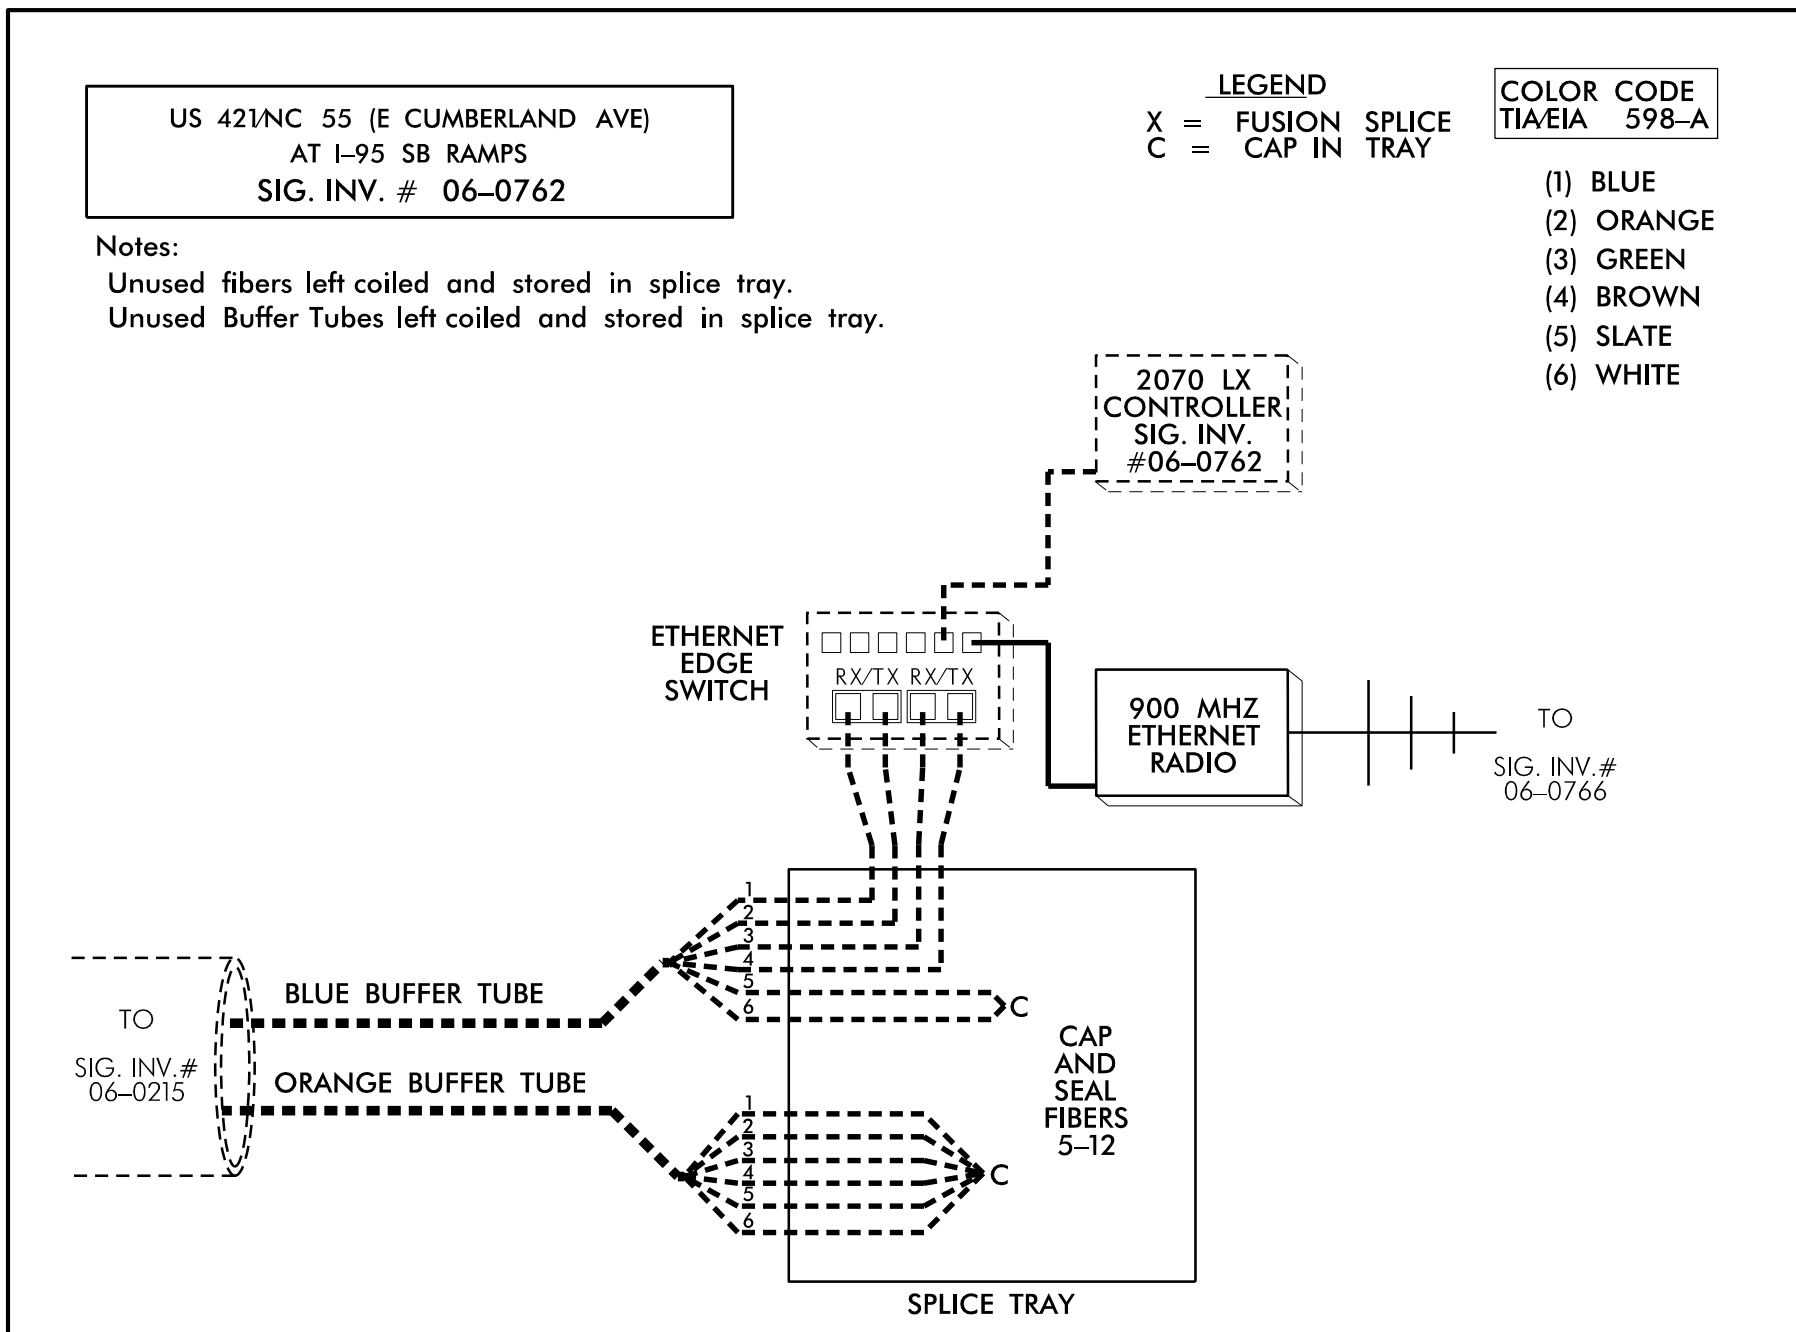 US 421/NC 55 (E CUMBERLAND AVE)
AT I–95 SB RAMPS
SIG. INV. # 06–0762
Notes:
Unused fibers left coiled and stored in splice tray.
Unused Buffer Tubes left coiled and stored in splice tray.
LEGEND
X = FUSION SPLICE
C = CAP IN TRAY
COLOR CODE
TIA/EIA 598–A
(1) BLUE
(2) ORANGE
(3) GREEN
(4) BROWN
(5) SLATE
(6) WHITE
2070 LX
CONTROLLER
SIG. INV.
#06–0762
ETHERNET
EDGE
SWITCH
RX/TX RX/TX
900 MHZ
ETHERNET
RADIO
TO
SIG. INV.#
06–0766
TO
SIG. INV.#
06–0215
BLUE BUFFER TUBE
ORANGE BUFFER TUBE
1
2
3
4
5
6
C
1
2
3
4
5
6
C
CAP
AND
SEAL
FIBERS
5–12
SPLICE TRAY